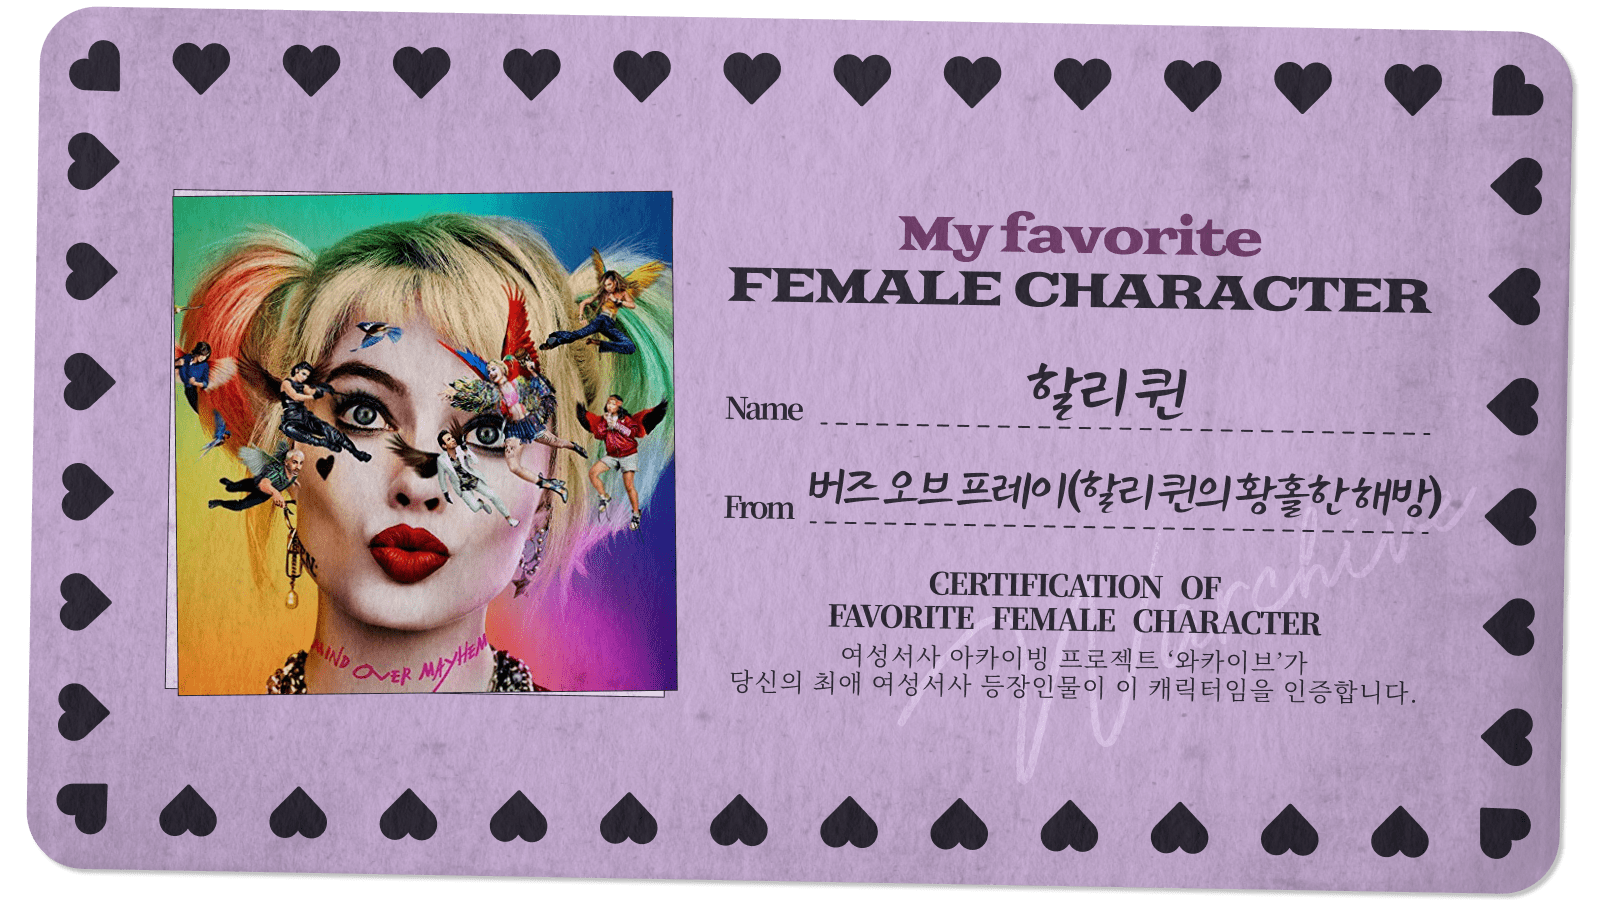 My favorite
FEMALE CHARACTER
Name 할리 퀸
From 버즈 오브 프레이(할리 퀸의 황홀한 해방)
CERTIFICATION OF
FAVORITE FEMALE CHARACTER
여성서사 아카이빙 프로젝트 ‘와카이브’가
당신의 최애 여성서사 등장인물이 이 캐릭터임을 인증합니다.
W.archive
MIND OVER MAYHEM